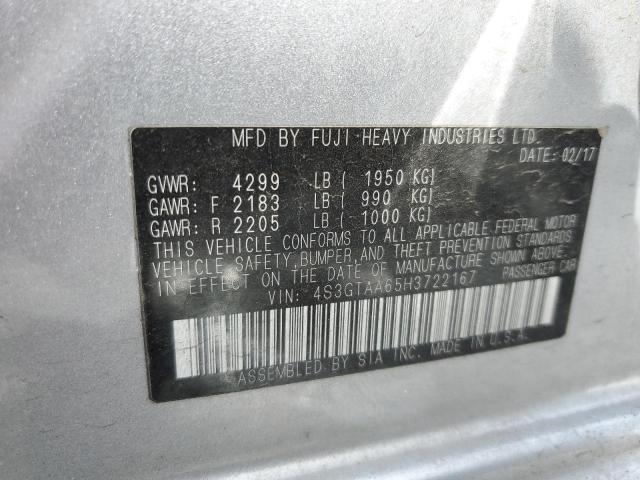 MFD BY FUJI HEAVY INDUSTRIES LTD.
DATE: 02/17
GVWR: 4299 LB ( 1950 KG)
GAWR: F 2183 LB ( 990 KG)
GAWR: R 2205 LB ( 1000 KG)
THIS VEHICLE CONFORMS TO ALL APPLICABLE FEDERAL MOTOR
VEHICLE SAFETY,BUMPER,AND THEFT PREVENTION STANDARDS
IN EFFECT ON THE DATE OF MANUFACTURE SHOWN ABOVE.
VIN: 4S3GTAA65H3722167 PASSENGER CAR
ASSEMBLED BY SIA INC. MADE IN U.S.A.